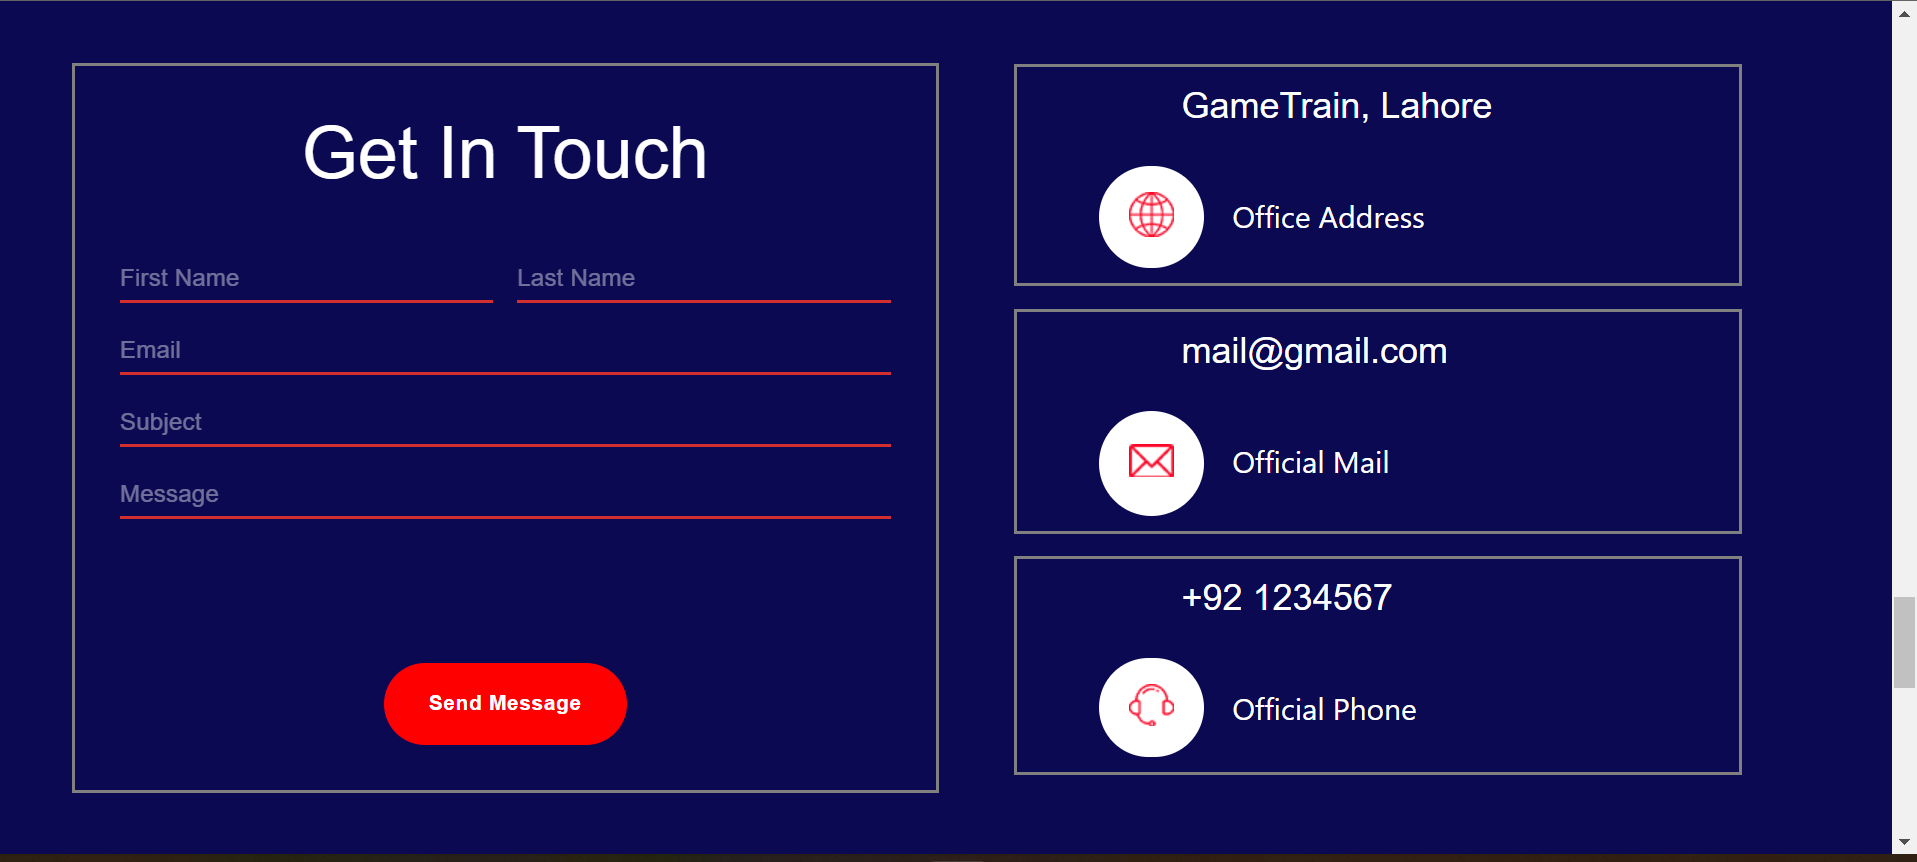 Get In Touch
First Name
Last Name
Email
Subject
Message
Send Message
GameTrain, Lahore
Office Address
mail@gmail.com
Official Mail
+92 1234567
Official Phone